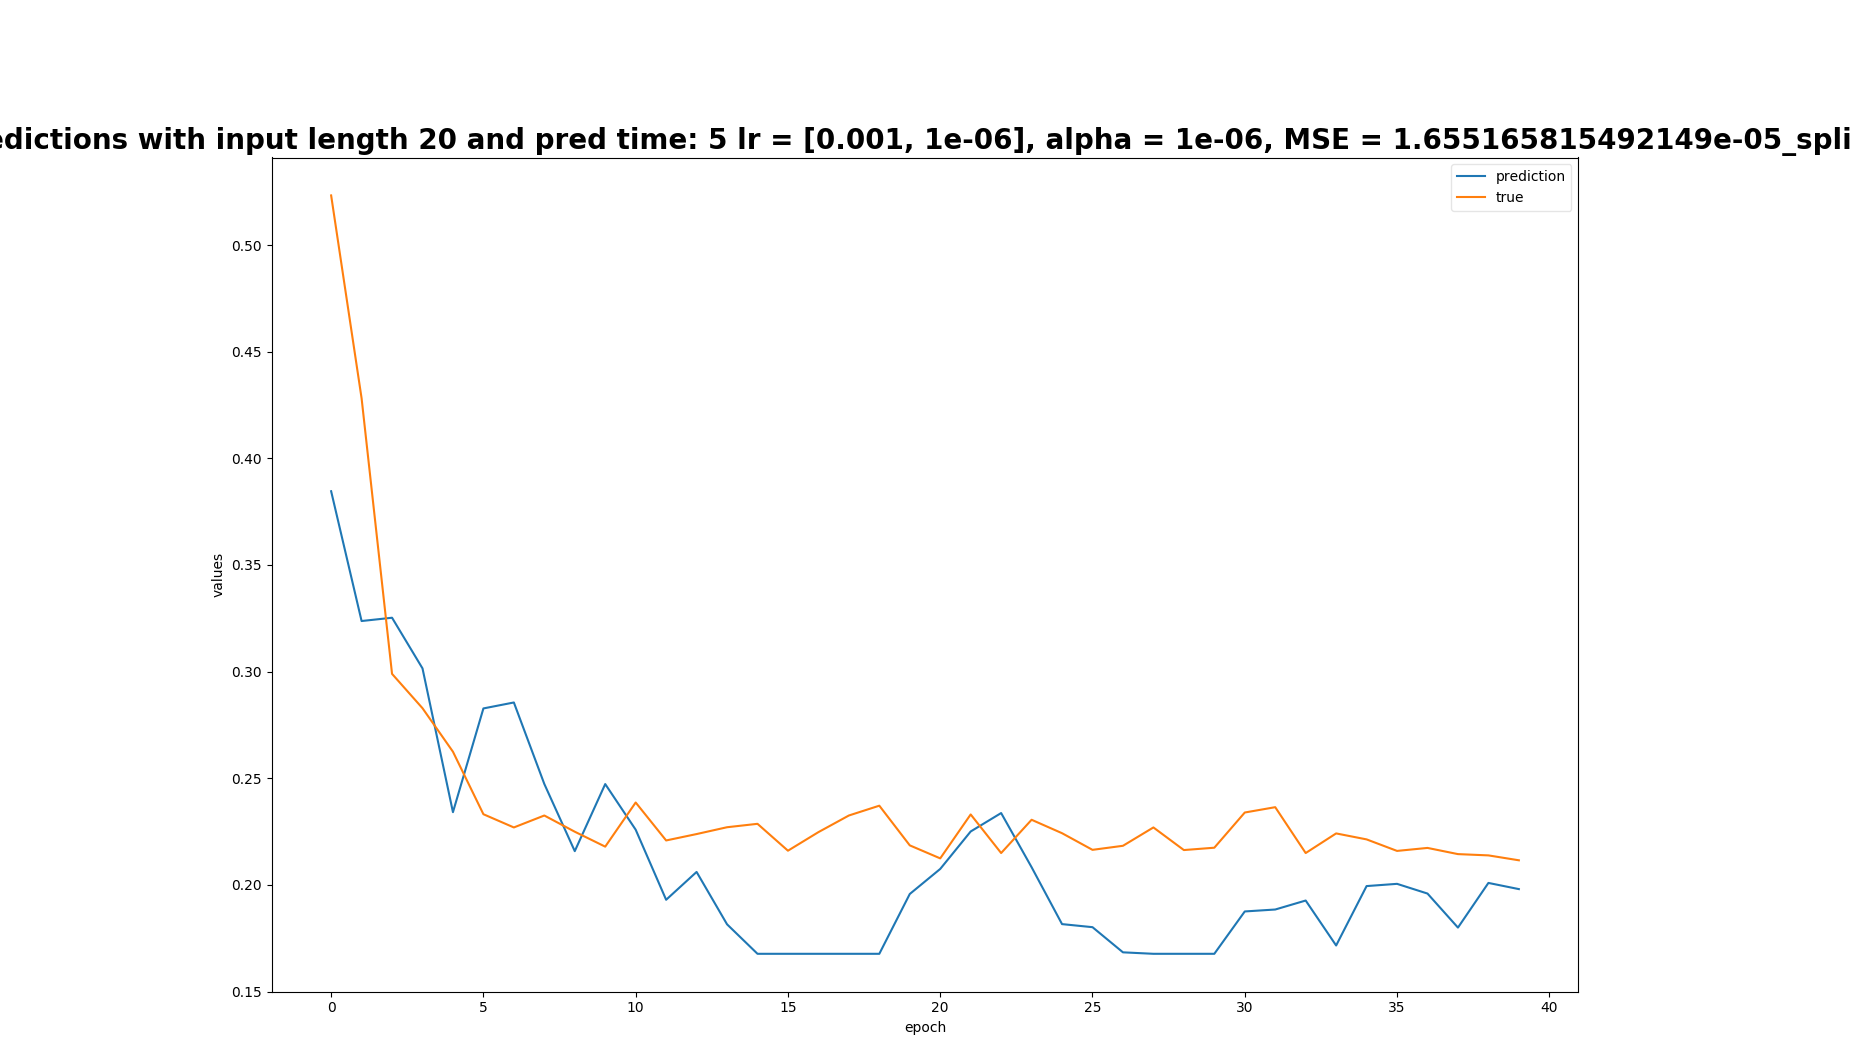 edictions with input length 20 and pred time: 5 lr = [0.001, 1e-06], alpha = 1e-06, MSE = 1.655165815492149e-05_spli
prediction
true
0.50
0.45
0.40
0.35
0.30
0.25
0.20
0.15
values
0 5 10 15 20 25 30 35 40
epoch